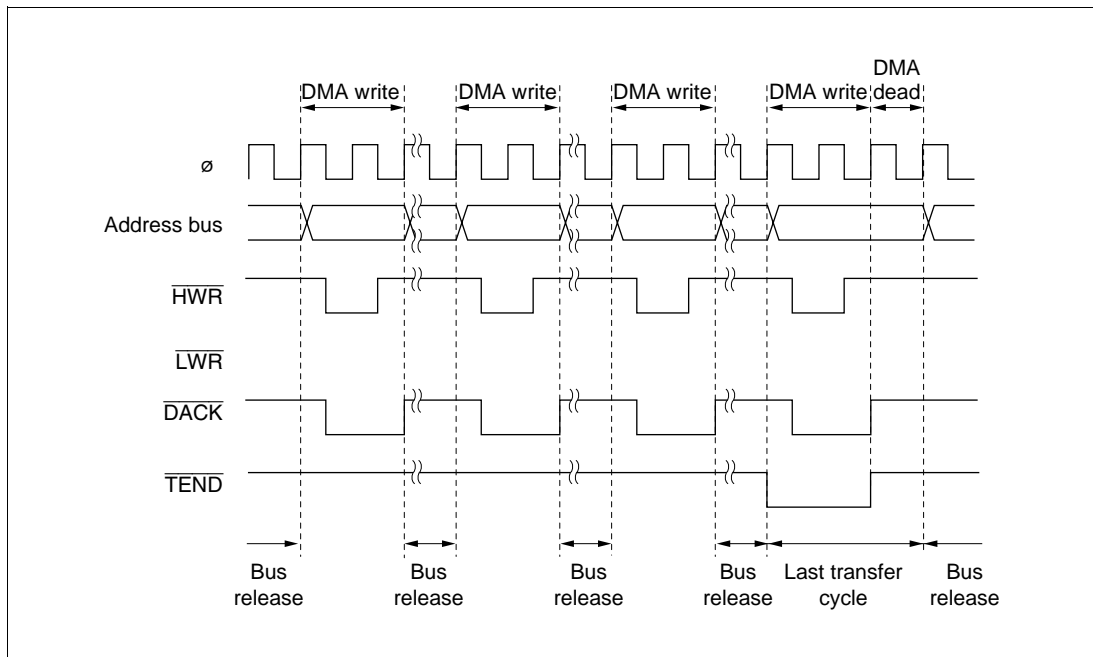 DMA
dead
DMA write DMA write DMA write DMA write
ø
Address bus
HWR
LWR
DACK
TEND
Bus release
Bus release
Bus release
Bus release
Last transfer cycle
Bus release